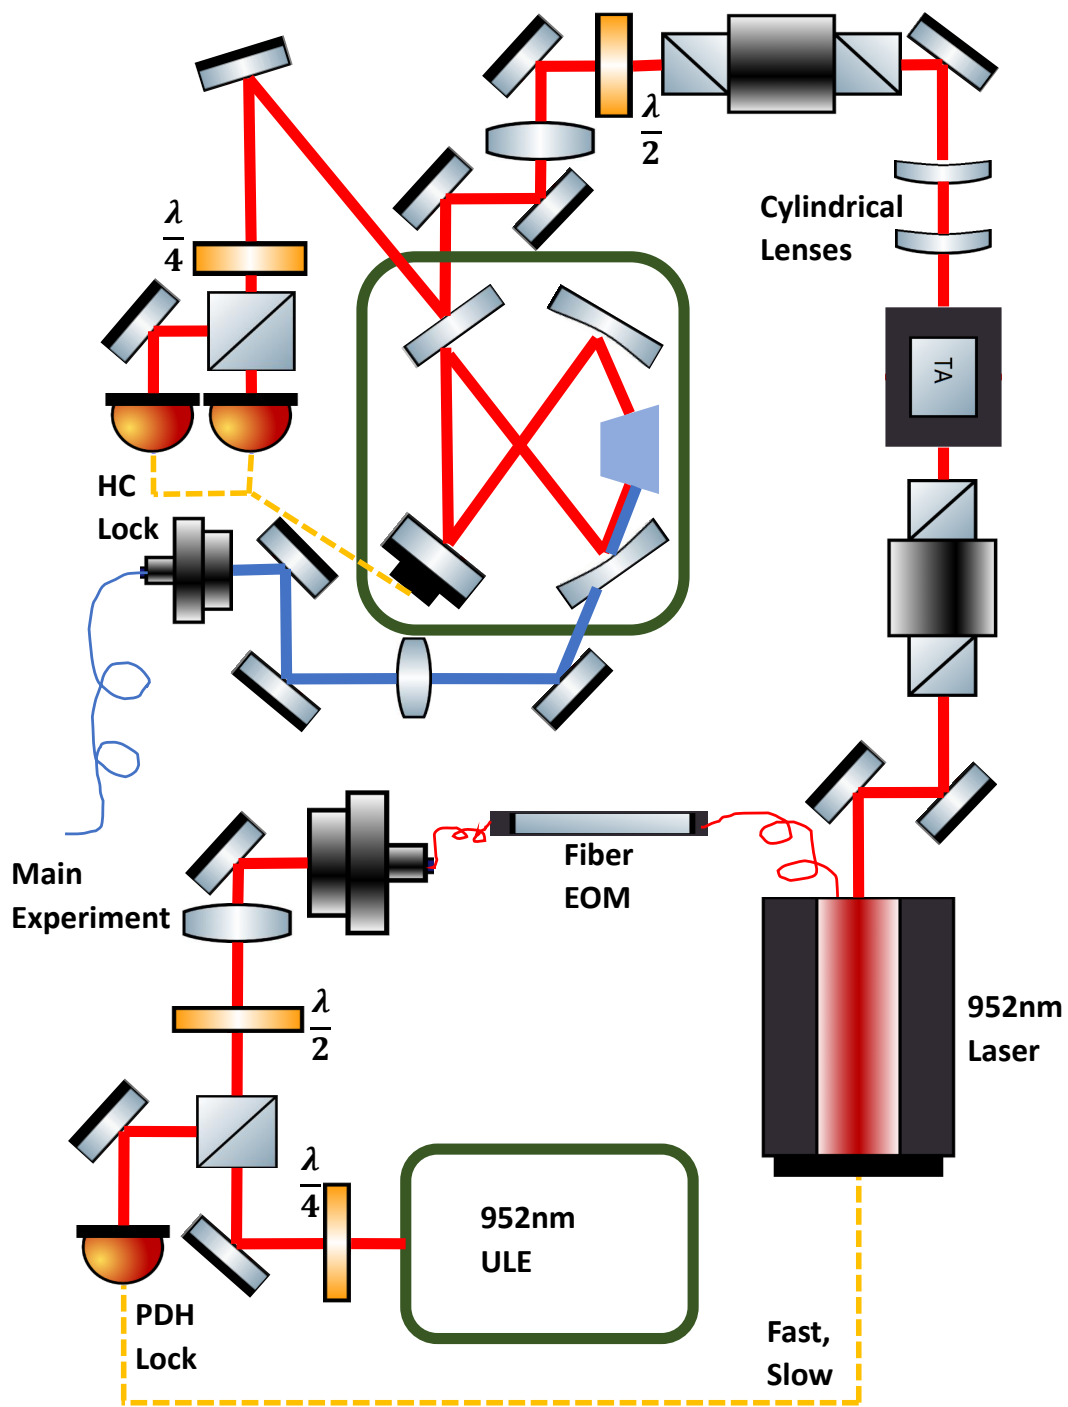 λ/2
Cylindrical
Lenses
λ/4
TA
HC
Lock
Main
Experiment
Fiber
EOM
952nm
Laser
λ/2
λ/4
952nm
ULE
PDH
Lock
Fast,
Slow